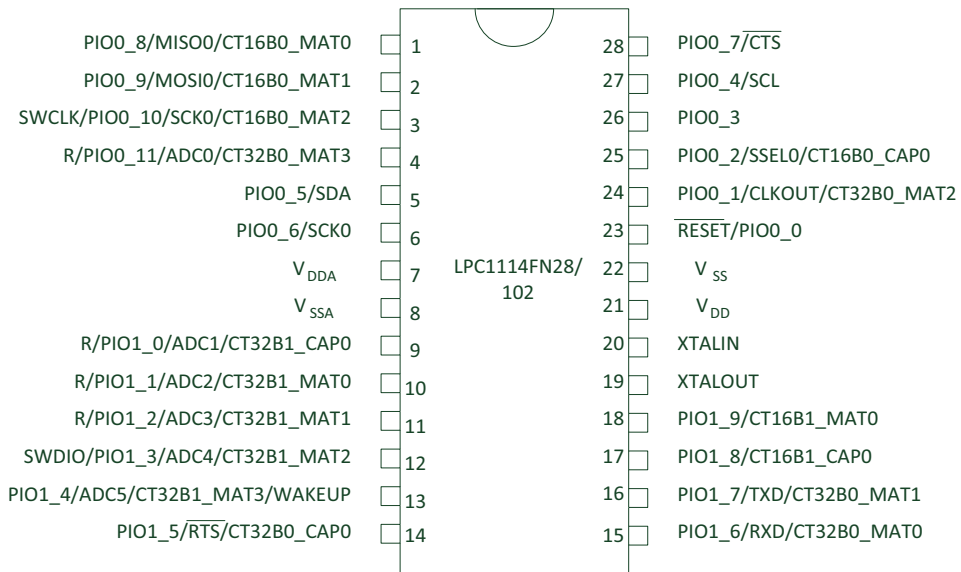 PIO0_8/MISO0/CT16B0_MAT0 1 28 PIO0_7/CTS
PIO0_9/MOSI0/CT16B0_MAT1 2 27 PIO0_4/SCL
SWCLK/PIO0_10/SCK0/CT16B0_MAT2 3 26 PIO0_3
R/PIO0_11/ADC0/CT32B0_MAT3 4 25 PIO0_2/SSEL0/CT16B0_CAP0
PIO0_5/SDA 5 24 PIO0_1/CLKOUT/CT32B0_MAT2
PIO0_6/SCK0 6 23 RESET/PIO0_0
VDDA 7 LPC1114FN28/ 22 VSS
102
VSSA 8 21 VDD
R/PIO1_0/ADC1/CT32B1_CAP0 9 20 XTALIN
R/PIO1_1/ADC2/CT32B1_MAT0 10 19 XTALOUT
R/PIO1_2/ADC3/CT32B1_MAT1 11 18 PIO1_9/CT16B1_MAT0
SWDIO/PIO1_3/ADC4/CT32B1_MAT2 12 17 PIO1_8/CT16B1_CAP0
PIO1_4/ADC5/CT32B1_MAT3/WAKEUP 13 16 PIO1_7/TXD/CT32B0_MAT1
PIO1_5/RTS/CT32B0_CAP0 14 15 PIO1_6/RXD/CT32B0_MAT0